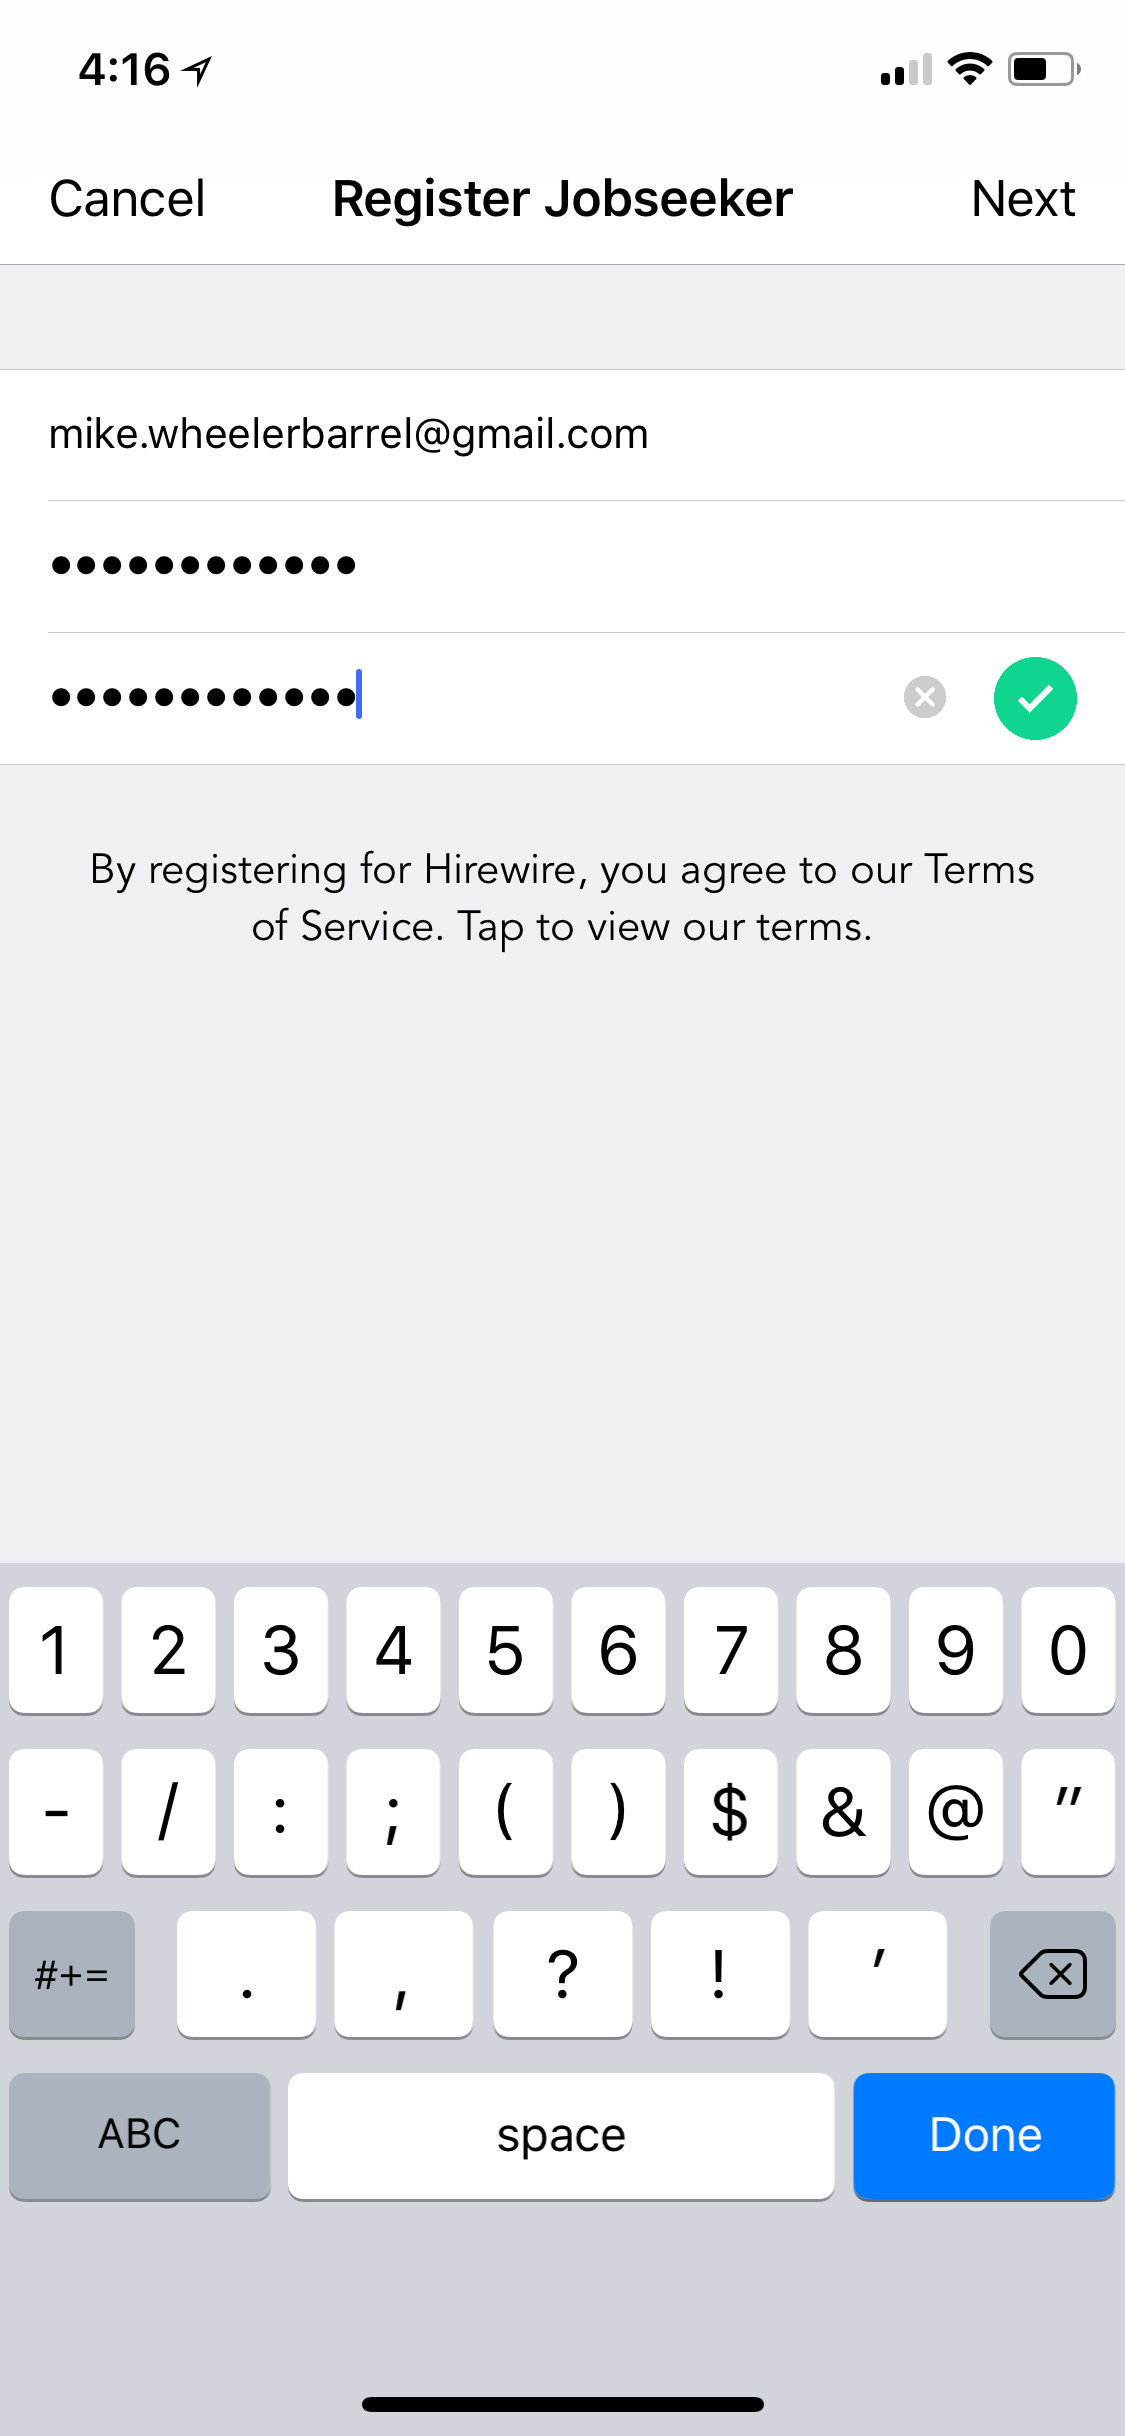 4:16
Cancel Register Jobseeker Next
mike.wheelerbarrel@gmail.com
••••••••••••
••••••••••••
By registering for Hirewire, you agree to our Terms
of Service. Tap to view our terms.
1 2 3 4 5 6 7 8 9 0
- / : ; ( ) $ & @ "
#+= . , ? ! '
ABC space Done